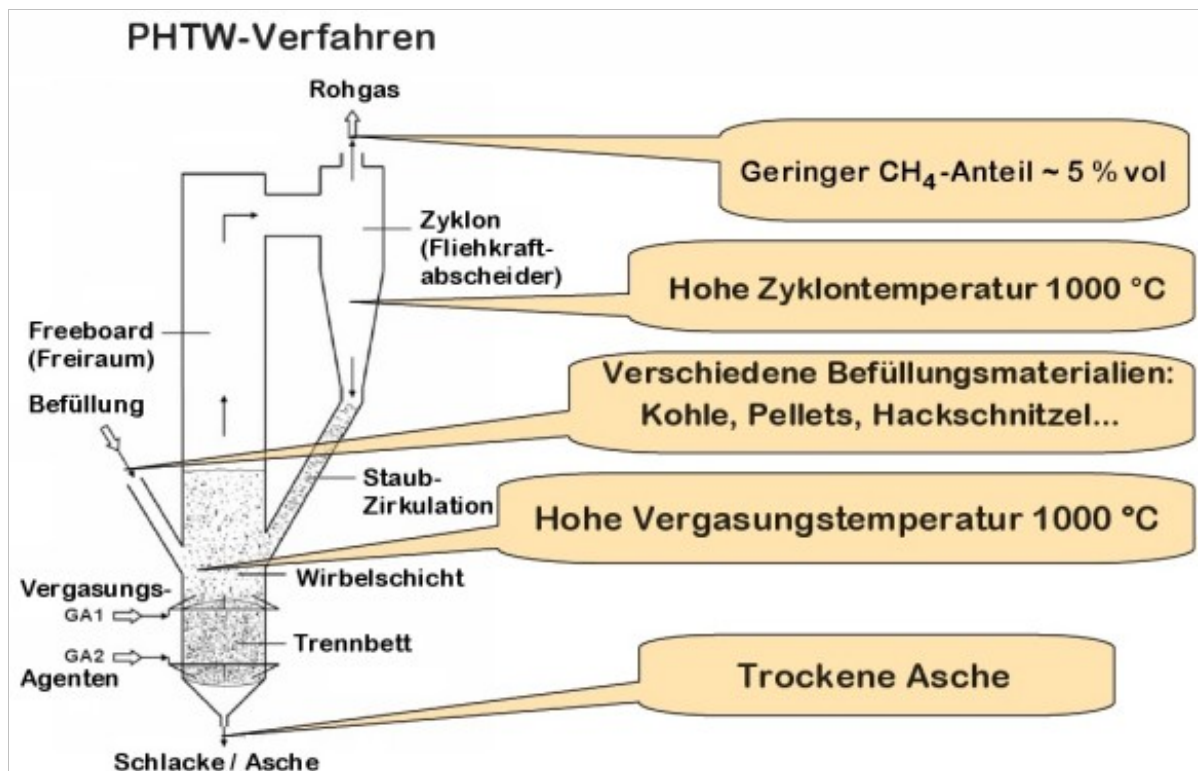 PHTW-Verfahren
Rohgas
Geringer CH₄-Anteil ~ 5 % vol
Zyklon
(Fliehkraft-
abscheider)
Hohe Zyklontemperatur 1000 °C
Freeboard
(Freiraum)
Befüllung
Verschiedene Befüllungsmaterialien:
Kohle, Pellets, Hackschnitzel...
Staub-
Zirkulation
Hohe Vergasungstemperatur 1000 °C
Wirbelschicht
Vergasungs-
GA1
Trennbett
GA2
Agenten
Trockene Asche
Schlacke / Asche